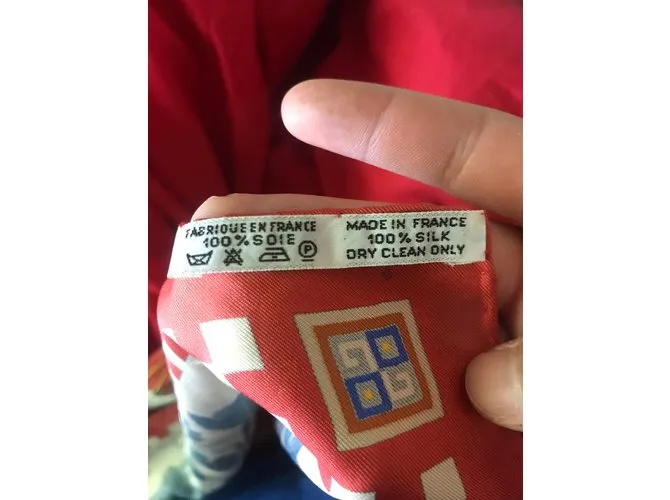 FABRIQUE EN FRANCE
100% SOIE
P
MADE IN FRANCE
100% SILK
DRY CLEAN ONLY